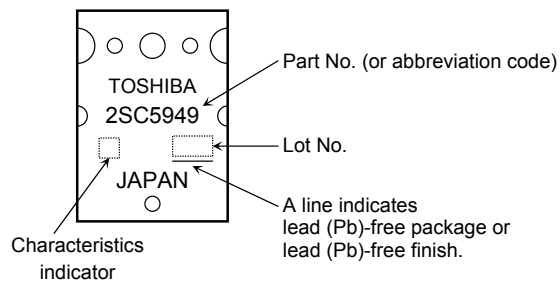 TOSHIBA
2SC5949
JAPAN
Part No. (or abbreviation code)
Lot No.
A line indicates
lead (Pb)-free package or
lead (Pb)-free finish.
Characteristics
indicator